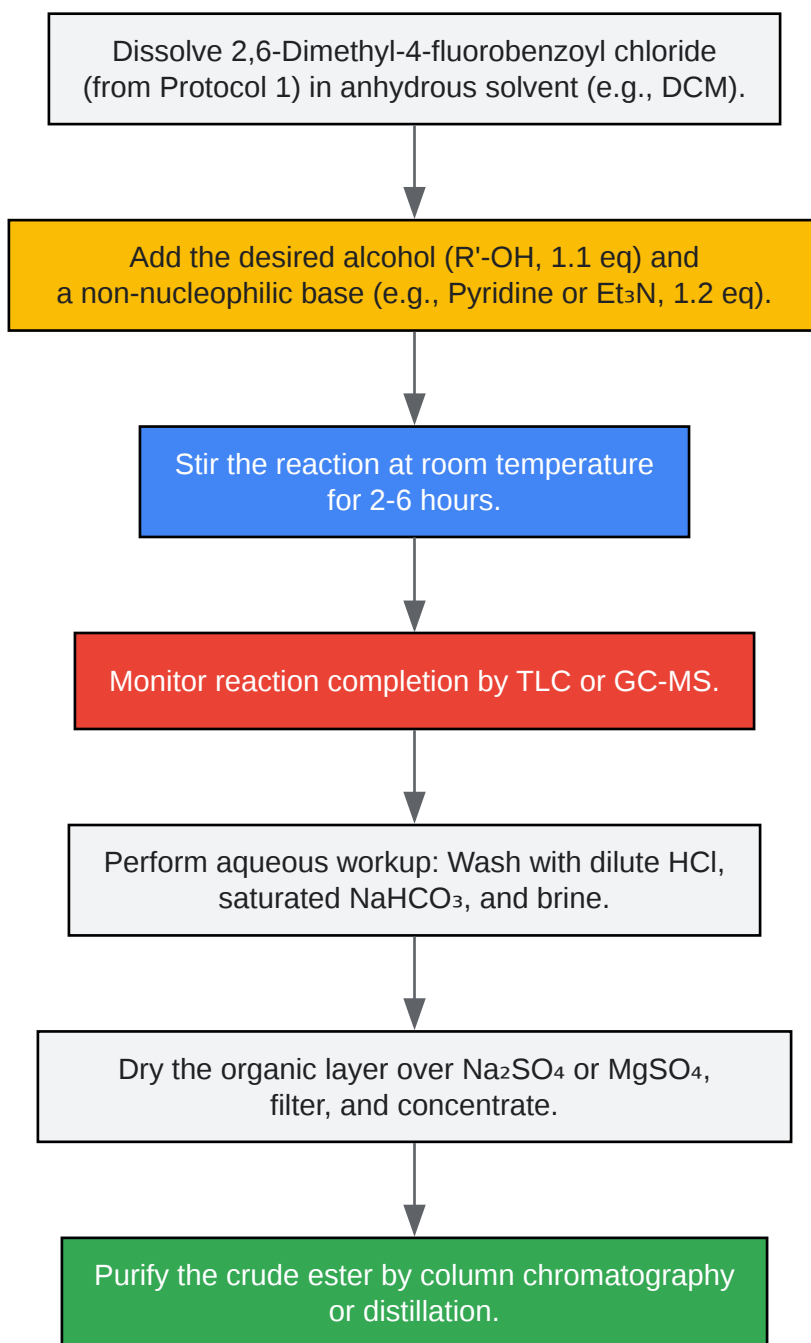 Dissolve 2,6-Dimethyl-4-fluorobenzoyl chloride
(from Protocol 1) in anhydrous solvent (e.g., DCM).
Add the desired alcohol (R'-OH, 1.1 eq) and
a non-nucleophilic base (e.g., Pyridine or Et₃N, 1.2 eq).
Stir the reaction at room temperature
for 2-6 hours.
Monitor reaction completion by TLC or GC-MS.
Perform aqueous workup: Wash with dilute HCl,
saturated NaHCO₃, and brine.
Dry the organic layer over Na₂SO₄ or MgSO₄,
filter, and concentrate.
Purify the crude ester by column chromatography
or distillation.